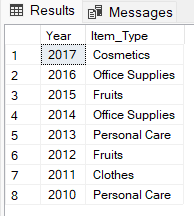 Results Messages
Year Item_Type
1 2017 Cosmetics
2 2016 Office Supplies
3 2015 Fruits
4 2014 Office Supplies
5 2013 Personal Care
6 2012 Fruits
7 2011 Clothes
8 2010 Personal Care